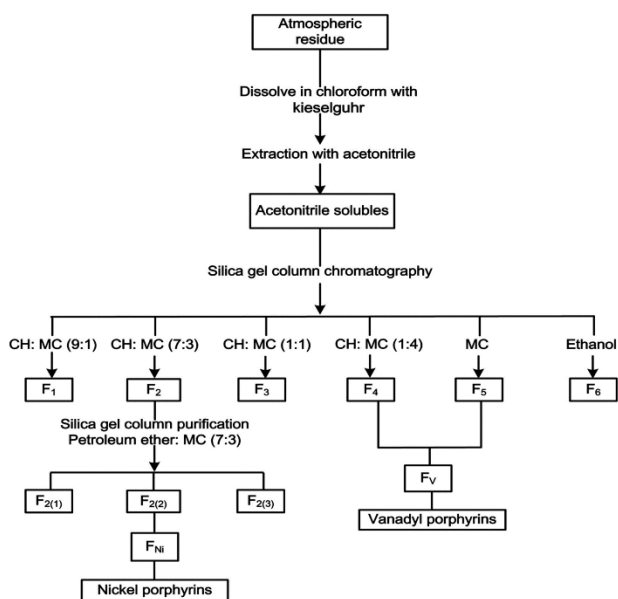 Atmospheric
residue
Dissolve in chloroform with
kieselguhr
Extraction with acetonitrile
Acetonitrile solubles
Silica gel column chromatography
CH: MC (9:1)
CH: MC (7:3)
CH: MC (1:1)
CH: MC (1:4)
MC
Ethanol
F1
F2
F3
F4
F5
F6
Silica gel column purification
Petroleum ether: MC (7:3)
F2(1)
F2(2)
F2(3)
FV
Vanadyl porphyrins
FNi
Nickel porphyrins